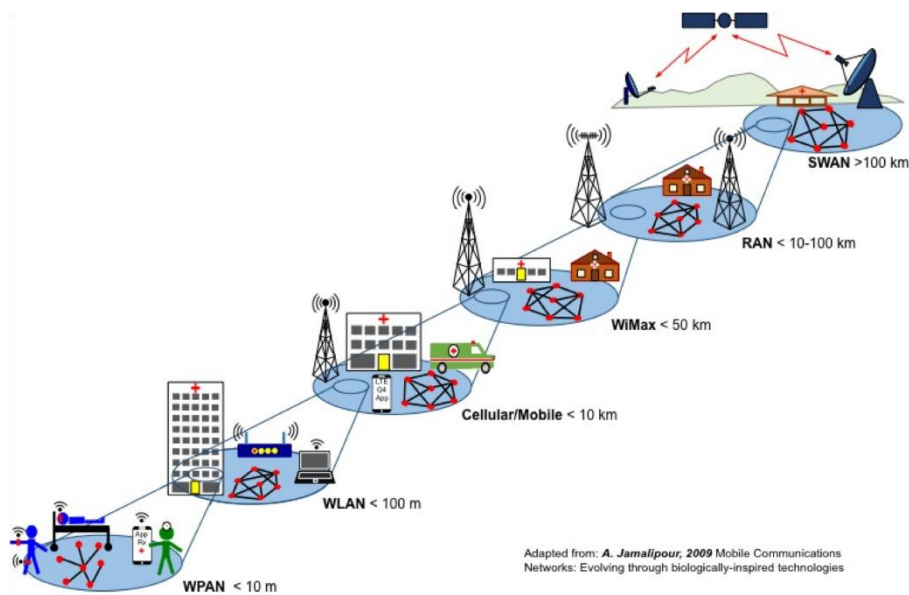 SWAN >100 km
RAN < 10-100 km
WiMax < 50 km
LTE
G4
App
Cellular/Mobile < 10 km
WLAN < 100 m
App
Rx
WPAN < 10 m
Adapted from: A. Jamalipour, 2009 Mobile Communications
Networks: Evolving through biologically-inspired technologies